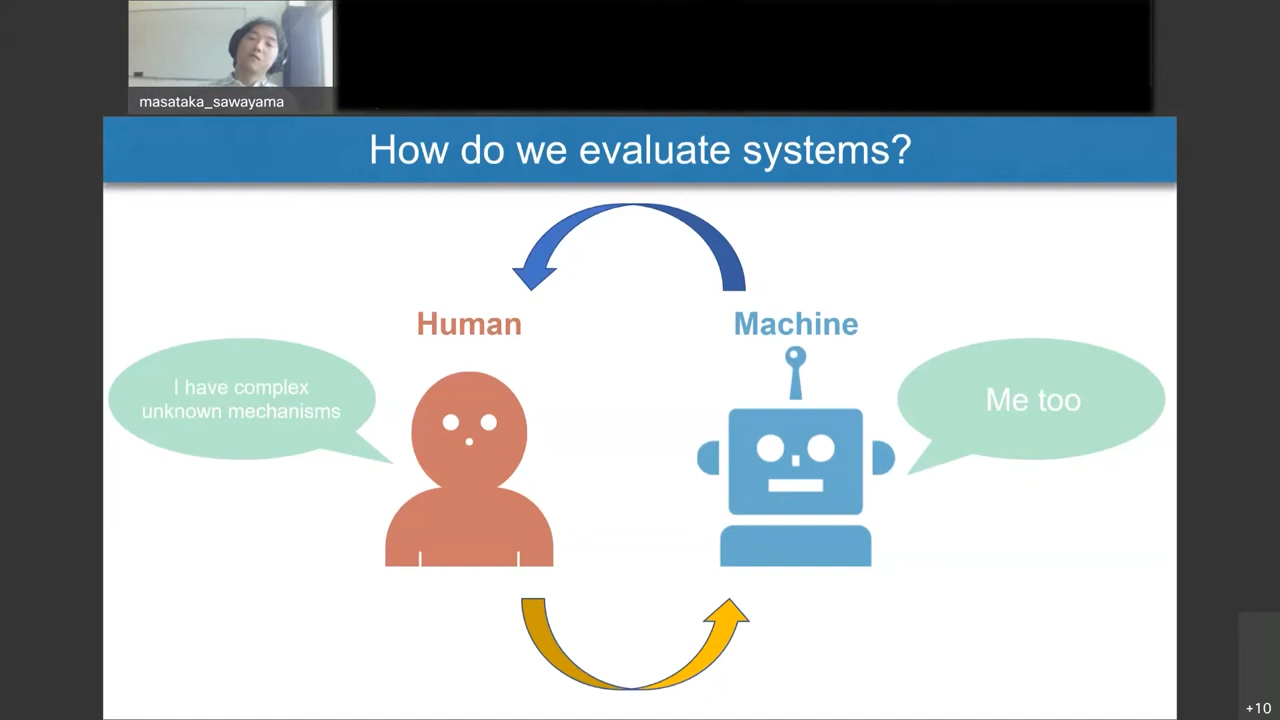 masataka_sawayama
How do we evaluate systems?
Human
Machine
I have complex
unknown mechanisms
Me too
+10